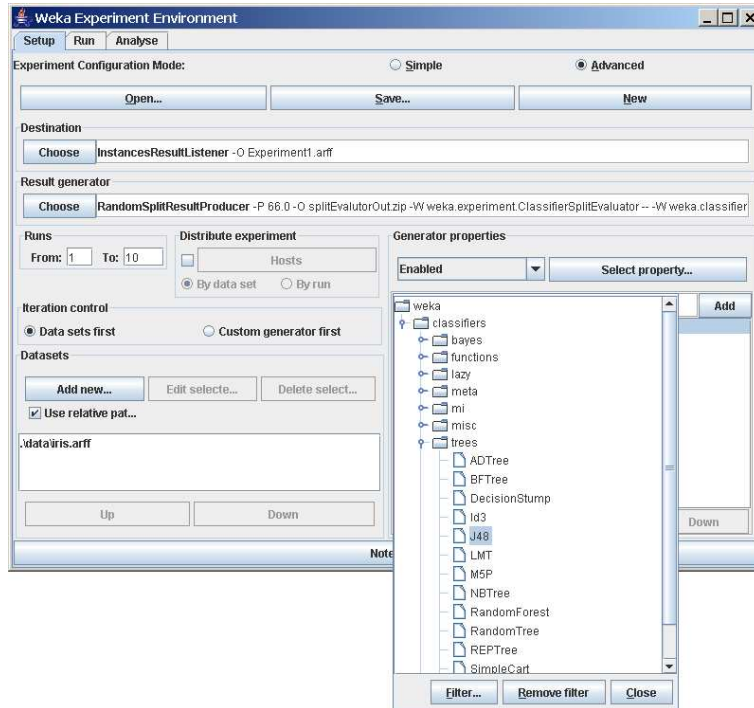 Weka Experiment Environment
Setup Run Analyse
Experiment Configuration Mode: Simple Advanced
Open... Save... New
Destination
Choose InstancesResultListener -O Experiment1.arff
Result generator
Choose RandomSplitResultProducer -P 66.0 -O splitEvalutorOut.zip -W weka.experiment.ClassifierSplitEvaluator -- -W weka.classifier
Runs
From: 1 To: 10
Distribute experiment
Hosts
By data set By run
Generator properties
Enabled Select property...
Iteration control
Data sets first Custom generator first
Datasets
Add new... Edit selecte... Delete select...
Use relative pat...
.\data\iris.arff
Up Down
Note
Add
Down
weka
classifiers
bayes
functions
lazy
meta
mi
misc
trees
ADTree
BFTree
DecisionStump
Id3
J48
LMT
M5P
NBTree
RandomForest
RandomTree
REPTree
SimpleCart
Filter... Remove filter Close